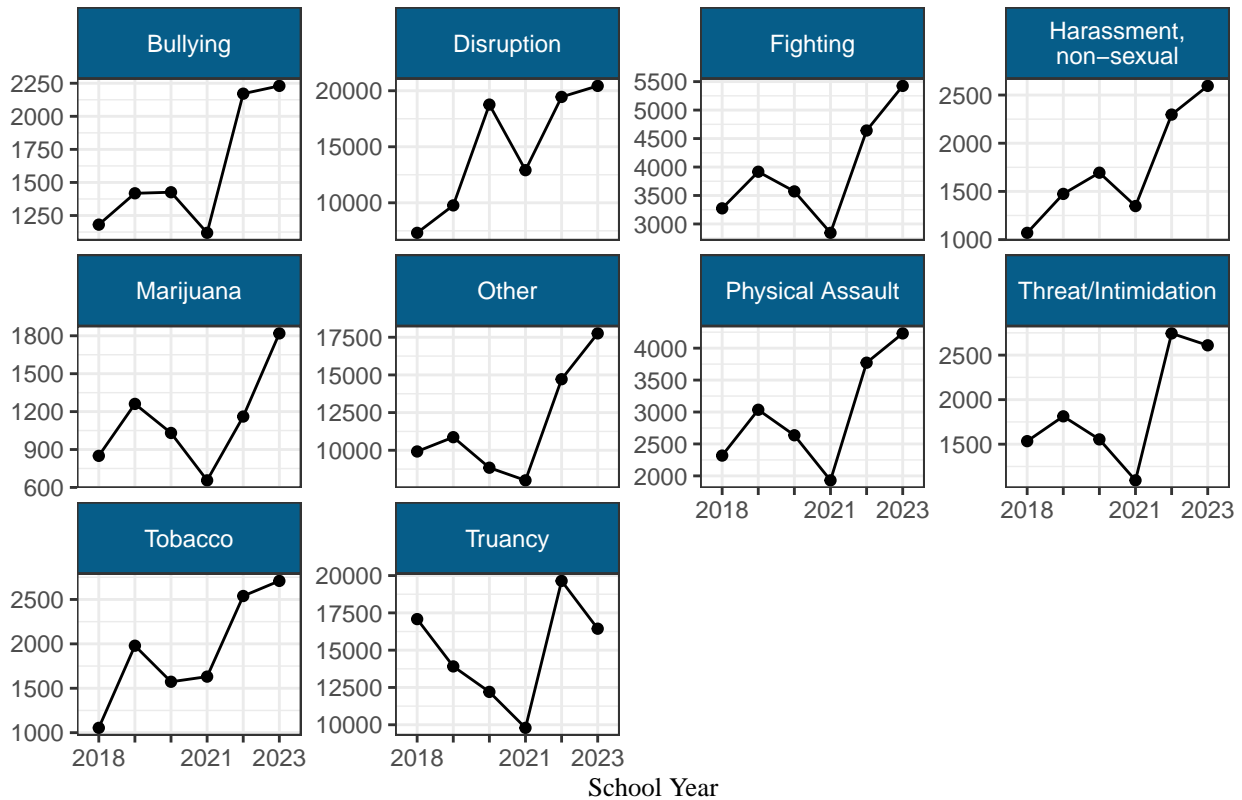 Bullying
Disruption
Fighting
Harassment,
non−sexual
2250
2000
1750
1500
1250
20000
15000
10000
5500
5000
4500
4000
3500
3000
2500
2000
1500
1000
Marijuana
Other
Physical Assault
Threat/Intimidation
1800
1500
1200
900
600
17500
15000
12500
10000
4000
3500
3000
2500
2000
2018 2021 2023
2500
2000
1500
2018 2021 2023
Tobacco
Truancy
2500
2000
1500
1000
2018 2021 2023
20000
17500
15000
12500
10000
2018 2021 2023
School Year